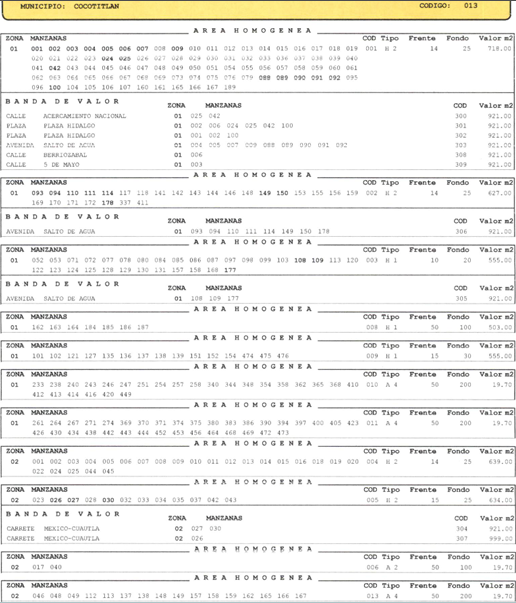 MUNICIPIO: COCOTITLAN CODIGO: 013
A R E A H O M O G E N E A
ZONA MANZANAS COD Tipo Frente Fondo Valor m2
01 001 002 003 004 005 006 007 008 009 010 011 012 013 014 015 016 017 018 019 001 H 2 14 25 718.00
020 021 022 023 024 025 026 027 028 029 030 031 032 033 036 037 038 039 040
041 042 043 044 045 046 047 048 049 050 051 054 055 056 057 058 059 060 061
062 063 064 065 066 067 068 069 073 074 075 076 079 088 089 090 091 092 095
096 100 104 105 106 107 160 161 165 166 167 189
B A N D A D E V A L O R ZONA MANZANAS COD Valor m2
CALLE ACERCAMIENTO NACIONAL 01 025 042 300 921.00
PLAZA PLAZA HIDALGO 01 002 006 024 025 042 100 301 921.00
PLAZA PLAZA HIDALGO 01 001 002 100 302 921.00
AVENIDA SALTO DE AGUA 01 004 005 007 009 088 089 090 091 092 303 921.00
CALLE BERRIOZABAL 01 006 308 921.00
CALLE 5 DE MAYO 01 003 309 921.00
A R E A H O M O G E N E A
ZONA MANZANAS COD Tipo Frente Fondo Valor m2
01 093 094 110 111 114 117 118 141 142 143 144 146 148 149 150 153 155 156 159 002 H 2 14 25 627.00
169 170 171 172 178 337 411
B A N D A D E V A L O R ZONA MANZANAS COD Valor m2
AVENIDA SALTO DE AGUA 01 093 094 110 111 114 149 150 178 306 921.00
A R E A H O M O G E N E A
ZONA MANZANAS COD Tipo Frente Fondo Valor m2
01 052 053 071 072 077 078 080 084 085 086 087 097 098 099 103 108 109 113 120 003 H 1 10 20 555.00
122 123 124 125 128 129 130 131 157 158 168 177
B A N D A D E V A L O R ZONA MANZANAS COD Valor m2
AVENIDA SALTO DE AGUA 01 108 109 177 305 921.00
A R E A H O M O G E N E A
ZONA MANZANAS COD Tipo Frente Fondo Valor m2
01 162 163 164 184 185 186 187 008 H 1 50 100 503.00
A R E A H O M O G E N E A
ZONA MANZANAS COD Tipo Frente Fondo Valor m2
01 101 102 121 127 135 136 137 138 139 151 152 154 474 475 476 009 H 1 15 30 555.00
A R E A H O M O G E N E A
ZONA MANZANAS COD Tipo Frente Fondo Valor m2
01 233 238 240 243 246 247 251 254 257 258 340 344 348 354 358 362 365 368 410 010 A 4 50 200 19.70
412 413 414 416 420 449
A R E A H O M O G E N E A
ZONA MANZANAS COD Tipo Frente Fondo Valor m2
01 261 264 267 271 274 369 370 371 374 375 380 383 386 390 394 397 400 405 423 011 A 4 50 200 19.70
426 430 434 438 442 443 444 452 453 456 464 468 469 472 473
A R E A H O M O G E N E A
ZONA MANZANAS COD Tipo Frente Fondo Valor m2
02 001 002 003 004 005 006 007 008 009 010 011 012 013 014 015 016 018 019 020 004 H 2 14 25 639.00
022 024 025 044 045
A R E A H O M O G E N E A
ZONA MANZANAS COD Tipo Frente Fondo Valor m2
02 023 026 027 028 030 032 033 034 035 037 042 043 005 H 2 15 25 634.00
B A N D A D E V A L O R ZONA MANZANAS COD Valor m2
CARRETE MEXICO-CUAUTLA 02 027 030 304 921.00
CARRETE MEXICO-CUAUTLA 02 026 307 999.00
A R E A H O M O G E N E A
ZONA MANZANAS COD Tipo Frente Fondo Valor m2
02 017 040 006 A 2 50 100 19.70
A R E A H O M O G E N E A
ZONA MANZANAS COD Tipo Frente Fondo Valor m2
02 046 048 049 112 113 137 138 148 149 157 158 159 162 165 166 167 013 A 4 50 200 19.70